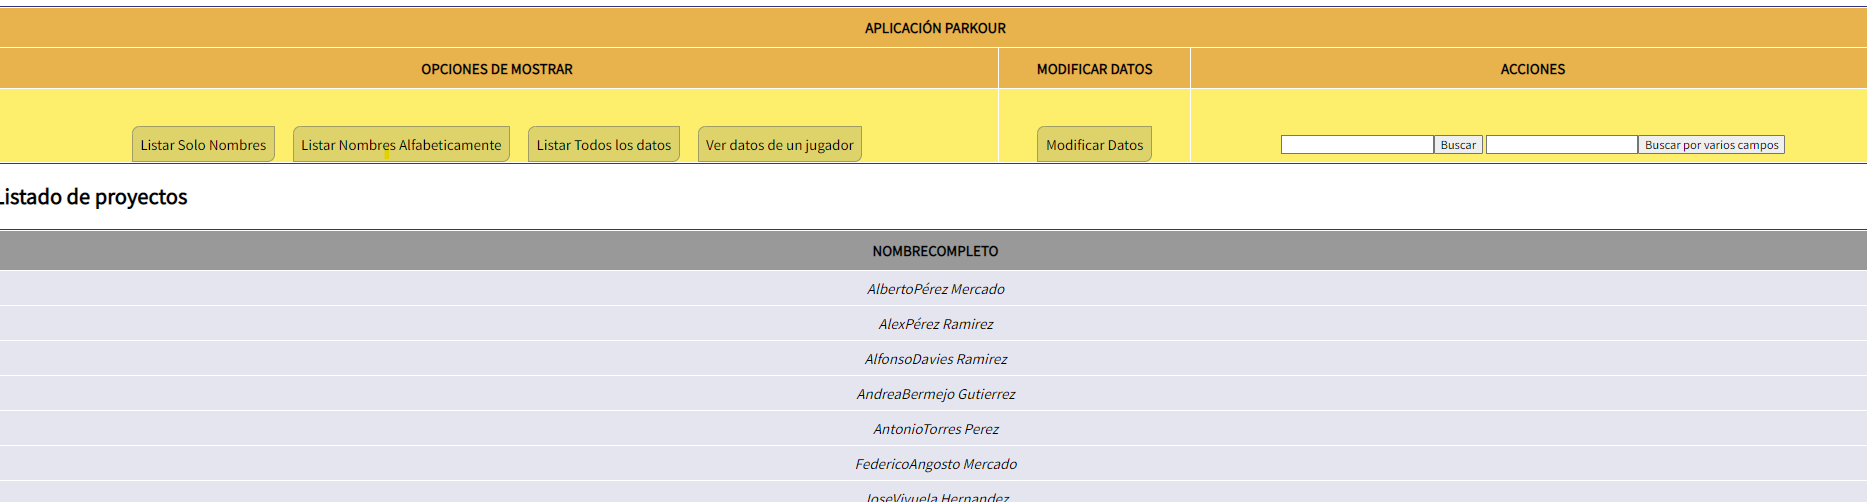 APLICACIÓN PARKOUR
OPCIONES DE MOSTRAR MODIFICAR DATOS ACCIONES
Listar Solo Nombres Listar Nombres Alfabeticamente Listar Todos los datos Ver datos de un jugador Modificar Datos Buscar Buscar por varios campos
Listado de proyectos
NOMBRECOMPLETO
AlbertoPérez Mercado
AlexPérez Ramirez
AlfonsoDavies Ramirez
AndreaBermejo Gutierrez
AntonioTorres Perez
FedericoAngosto Mercado
JoseVivuela Hernandez